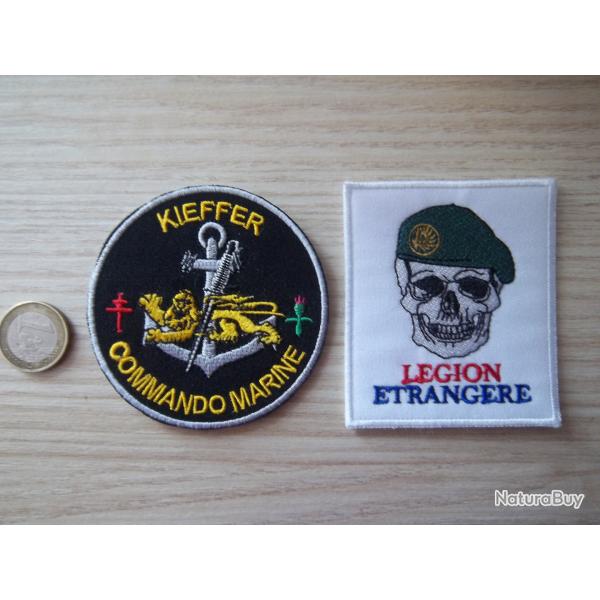 KIEFFER
COMMANDO MARINE
LEGION
ETRANGERE
NaturaBuy